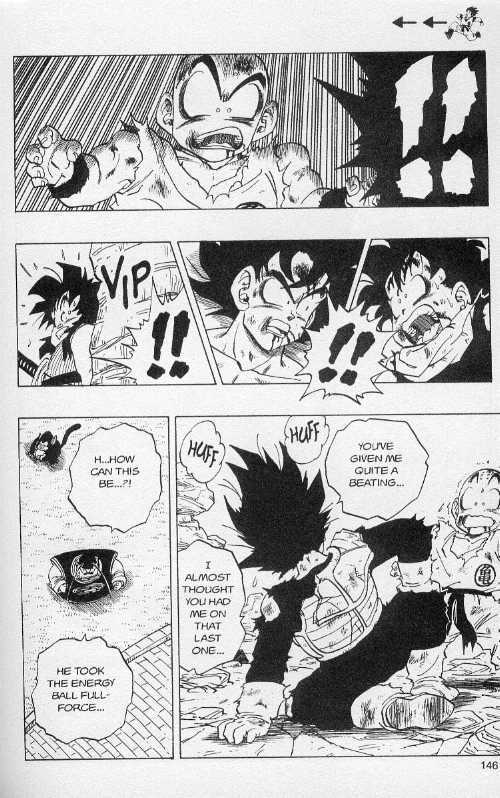 !!
!!
VIP
!!
YOU'VE
GIVEN ME
QUITE A
BEATING...
HUFF
HUFF
亀
I
ALMOST
THOUGHT
YOU HAD
ME ON
THAT
LAST
ONE...
H...HOW
CAN THIS
BE...?!
HE TOOK
THE ENERGY
BALL FULL-
FORCE...
146